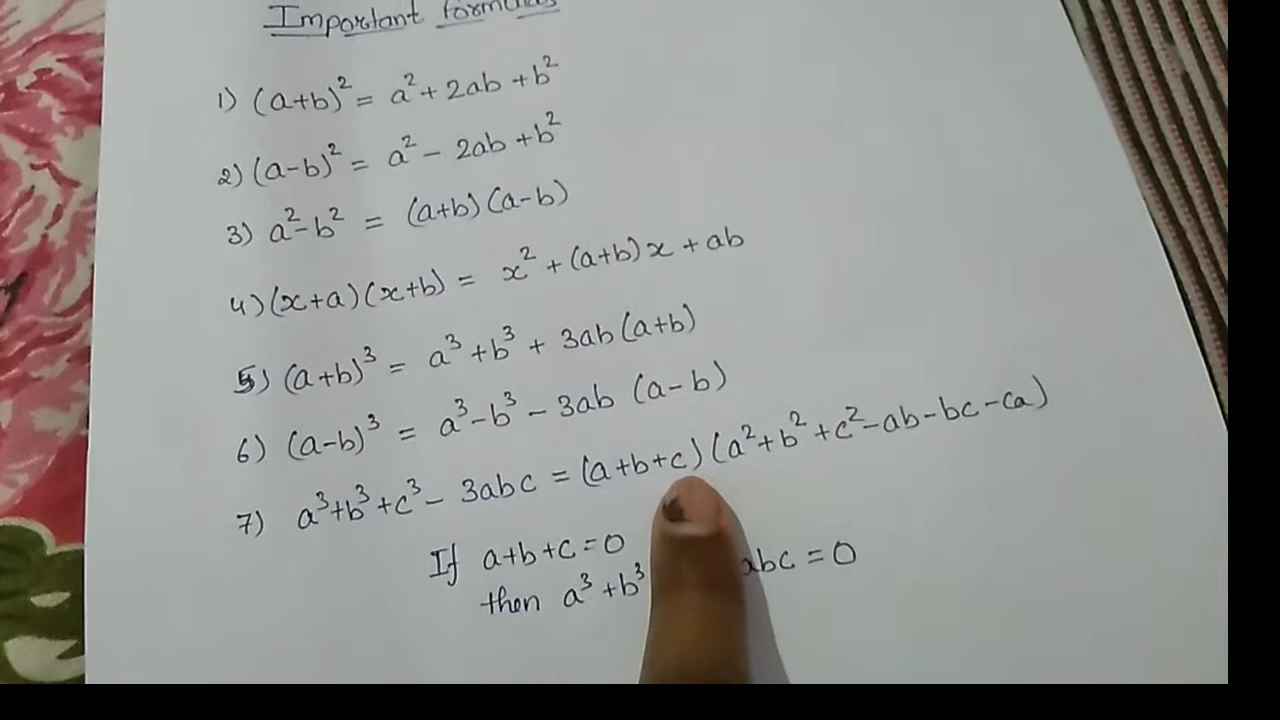 Important formulas
1) (a+b)² = a² + 2ab + b²
2) (a-b)² = a² - 2ab + b²
3) a² - b² = (a+b) (a-b)
4) (x+a) (x+b) = x² + (a+b) x + ab
5) (a+b)³ = a³ + b³ + 3ab (a+b)
6) (a-b)³ = a³ - b³ - 3ab (a-b)
7) a³ + b³ + c³ - 3abc = (a+b+c) (a² + b² + c² - ab - bc - ca)
If a+b+c = 0
then a³ + b³ abc = 0